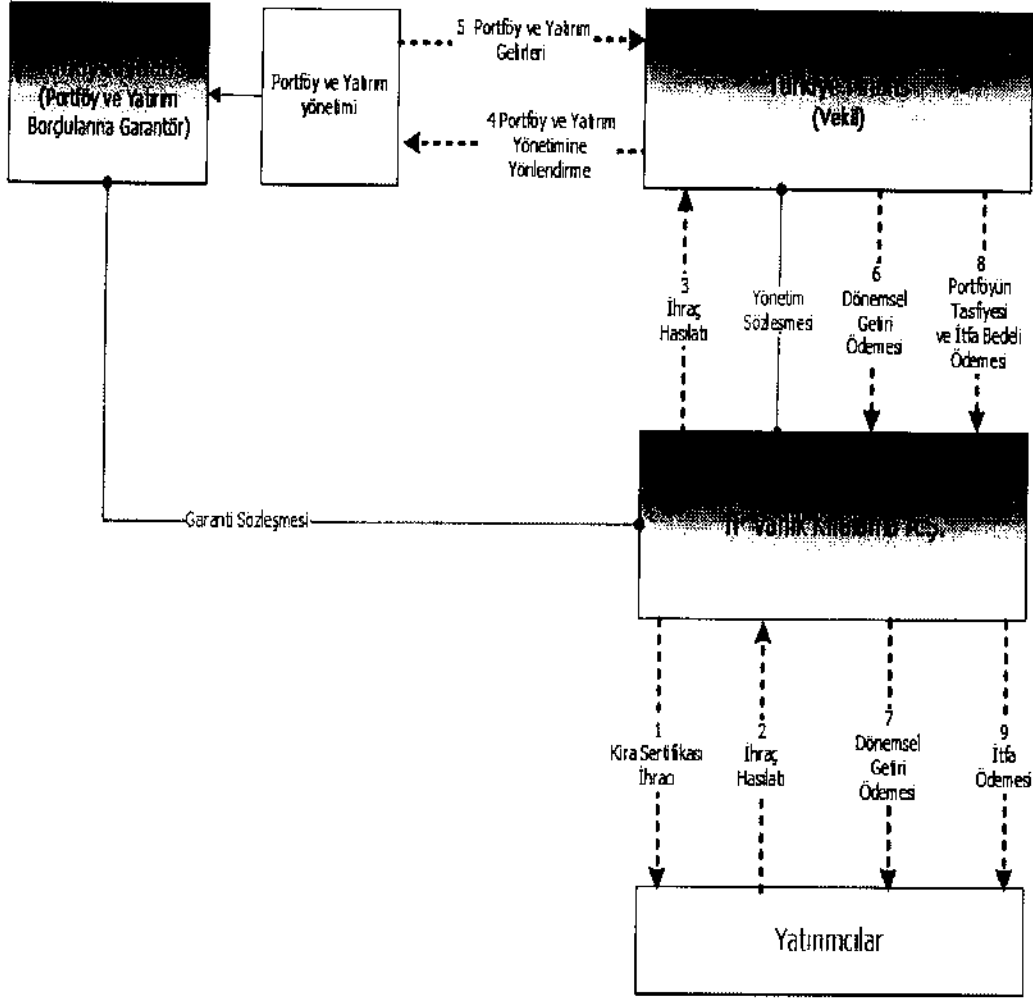 (Portföy ve Yatırım
Borçlularına Garantör)
Portföy ve Yatırım
yönetimi
5 Portföy ve Yatırım
Gelirleri
4 Portföy ve Yatırım
Yönetimine
Yönlendirme
(Vekil)
3
İhraç
Hasılatı
Yönetim
Sözleşmesi
6
Dönemsel
Getiri
Ödemesi
8
Portföyün
Tasfiyesi
ve İtfa Bedeli
Ödemesi
Garanti Sözleşmesi
1
Kira Sertifikası
İhracı
2
İhraç
Hasılatı
7
Dönemsel
Getiri
Ödemesi
9
İtfa
Ödemesi
Yatırımcılar